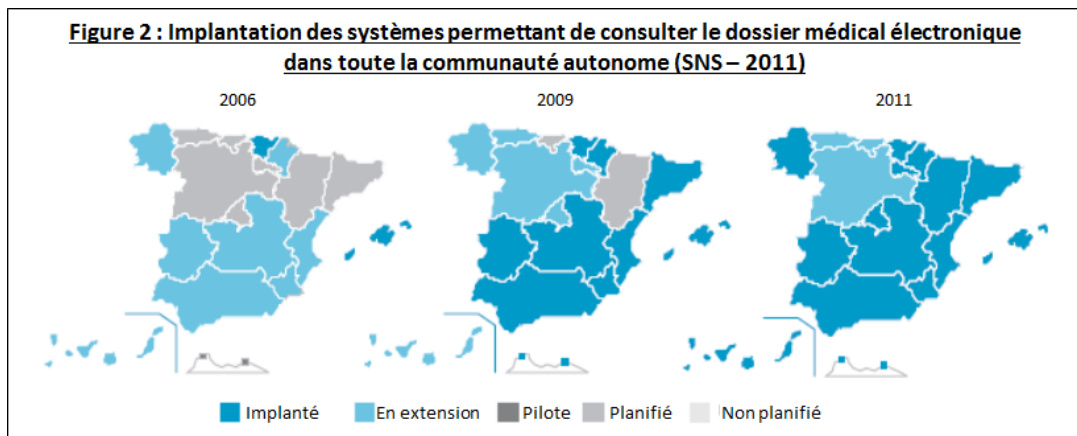 Figure 2 : Implantation des systèmes permettant de consulter le dossier médical électronique
dans toute la communauté autonome (SNS – 2011)
2006 2009 2011
Implanté En extension Pilote Planifié Non planifié